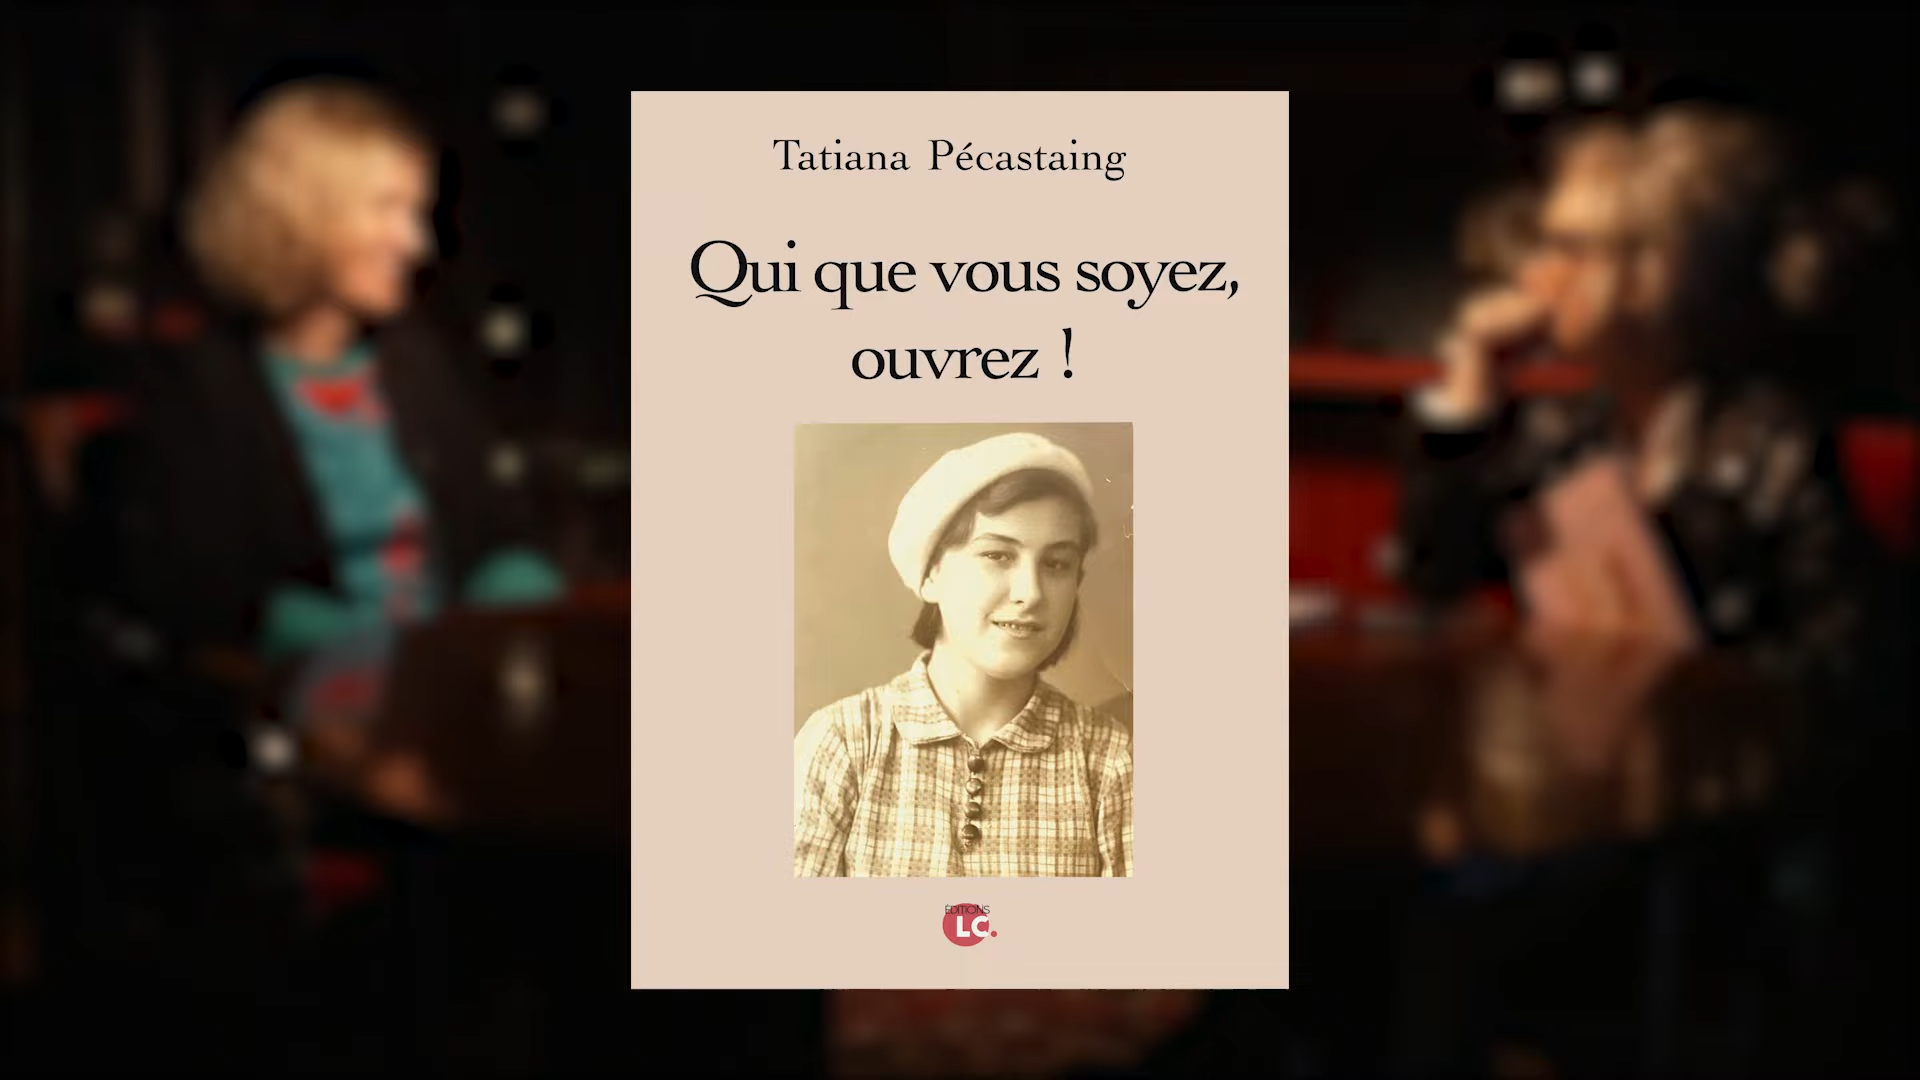 Tatiana Pécastaing
Qui que vous soyez,
ouvrez !
ÉDITIONS
LC.